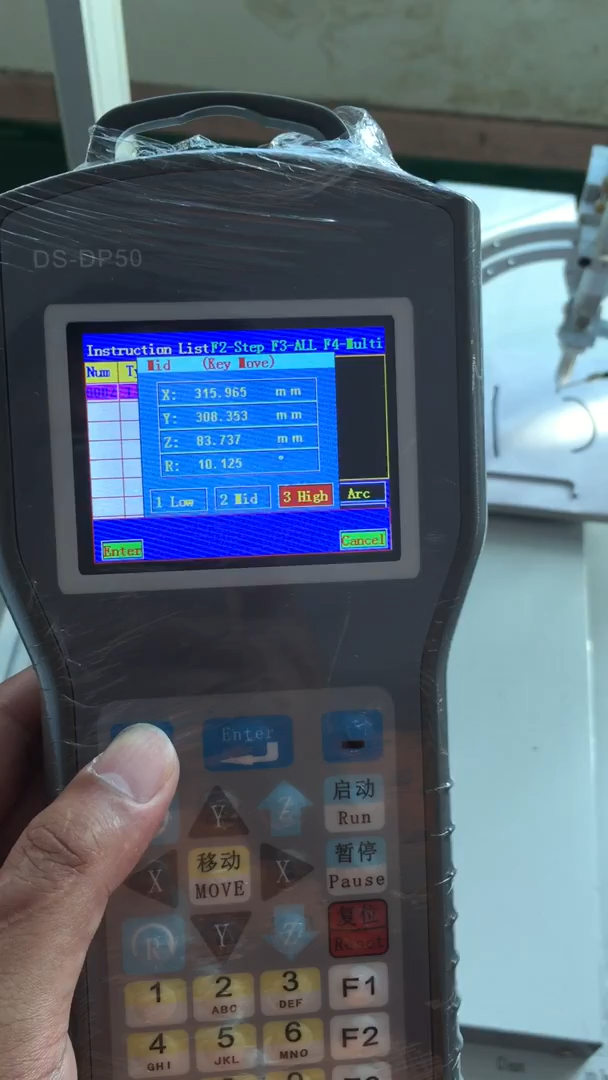 DS-DP50
Instruction List F2-Step F3-ALL F4-Multi
Num
Mid (Key Move)
X: 315.965 mm
Y: 308.353 mm
Z: 83.737 mm
R: 10.125 °
1 Low 2 Mid 3 High Arc
Enter Cancel
Enter
Y Z 启动
Run
X 移动 X 暂停
MOVE Pause
R Y Z 复位
Reset
1 2 3 F1
ABC DEF
4 5 6 F2
GHI JKL MNO